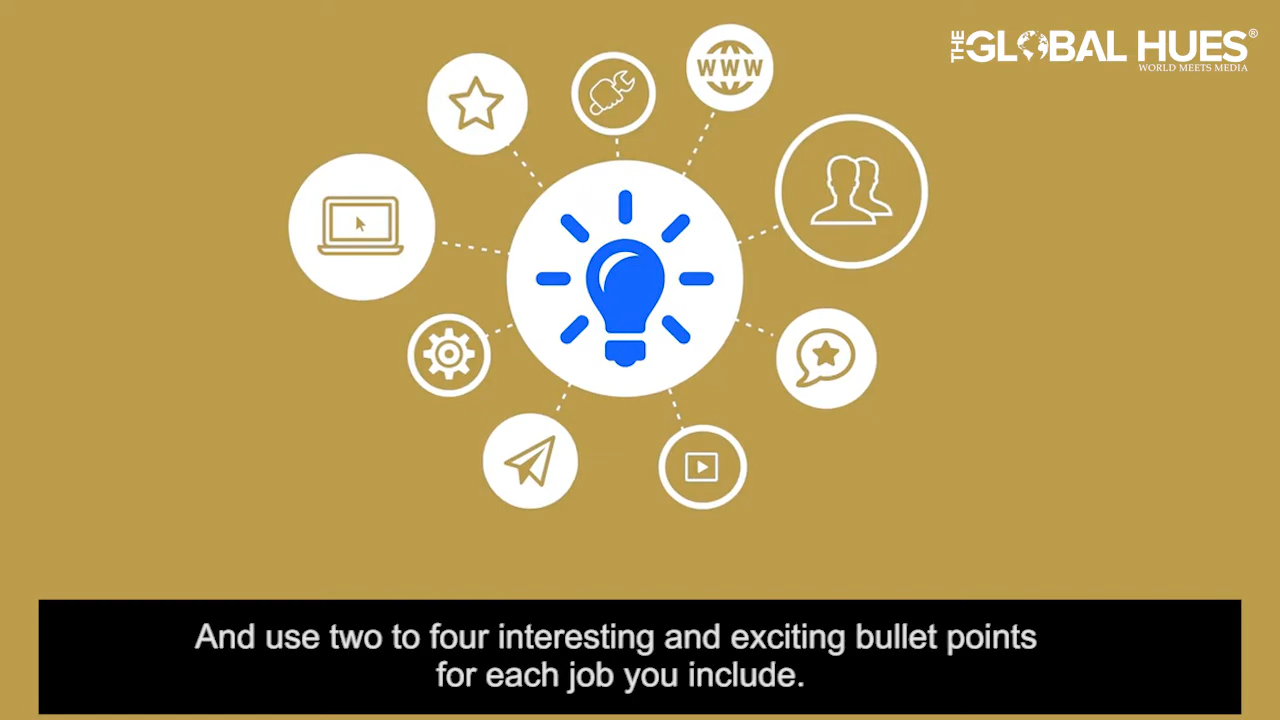 THE GLOBAL HUES®
WORLD MEETS MEDIA
WWW
And use two to four interesting and exciting bullet points
for each job you include.